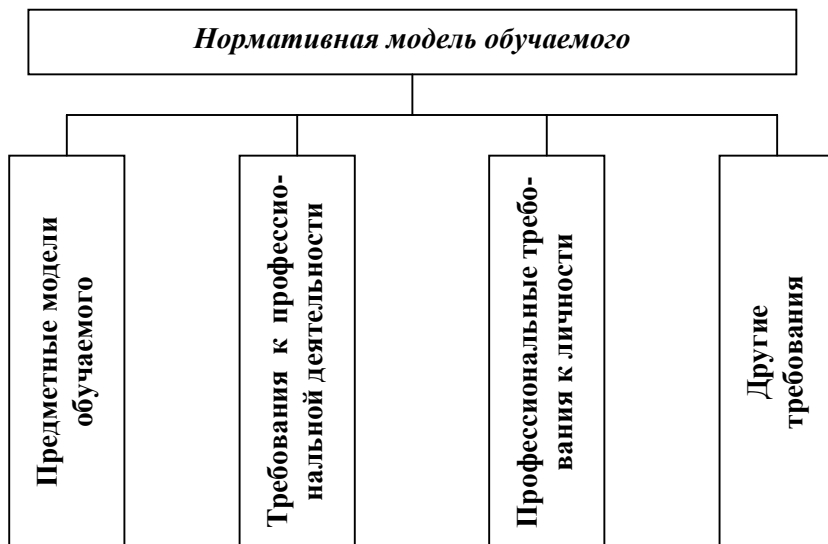 Нормативная модель обучаемого
Предметные модели
обучаемого
Требования к профессио-
нальной деятельности
Профессиональные требо-
вания к личности
Другие
требования